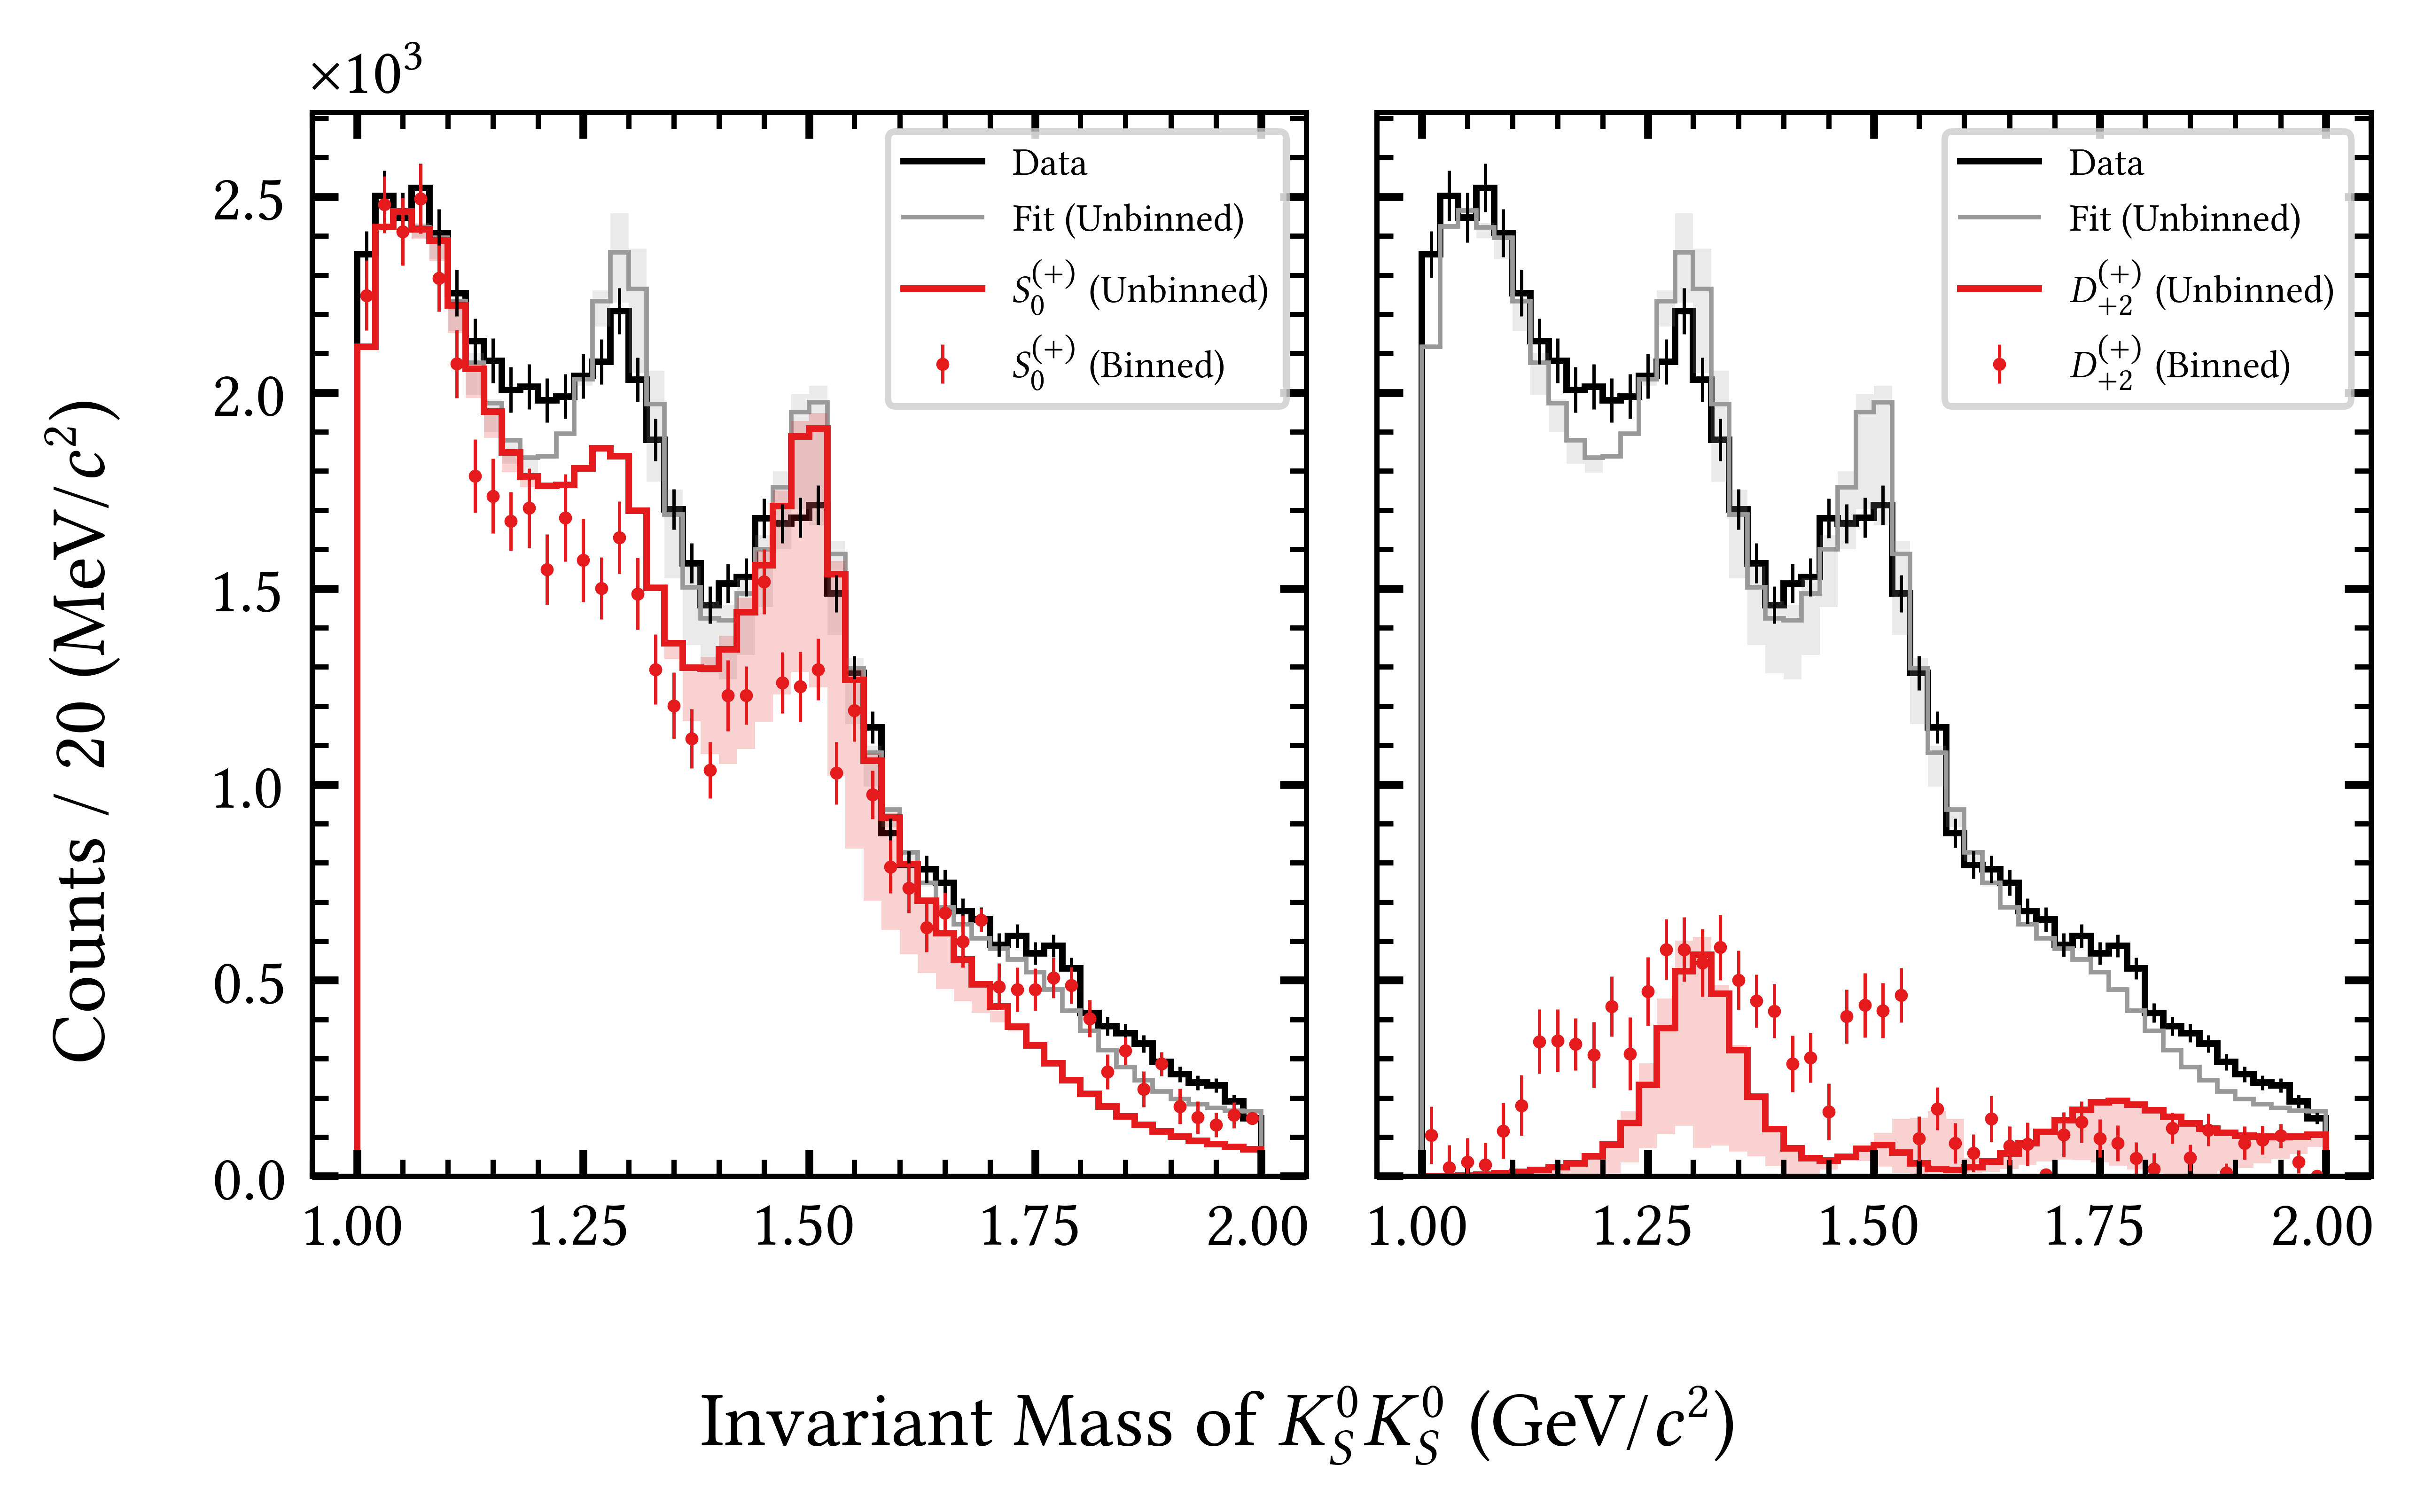 ×10³
Counts / 20 (MeV/c²)
2.5
2.0
1.5
1.0
0.5
0.0
Data
Fit (Unbinned)
S₀⁽⁺⁾ (Unbinned)
S₀⁽⁺⁾ (Binned)
1.00 1.25 1.50 1.75 2.00
Data
Fit (Unbinned)
D₊₂⁽⁺⁾ (Unbinned)
D₊₂⁽⁺⁾ (Binned)
1.00 1.25 1.50 1.75 2.00
Invariant Mass of K_S⁰K_S⁰ (GeV/c²)